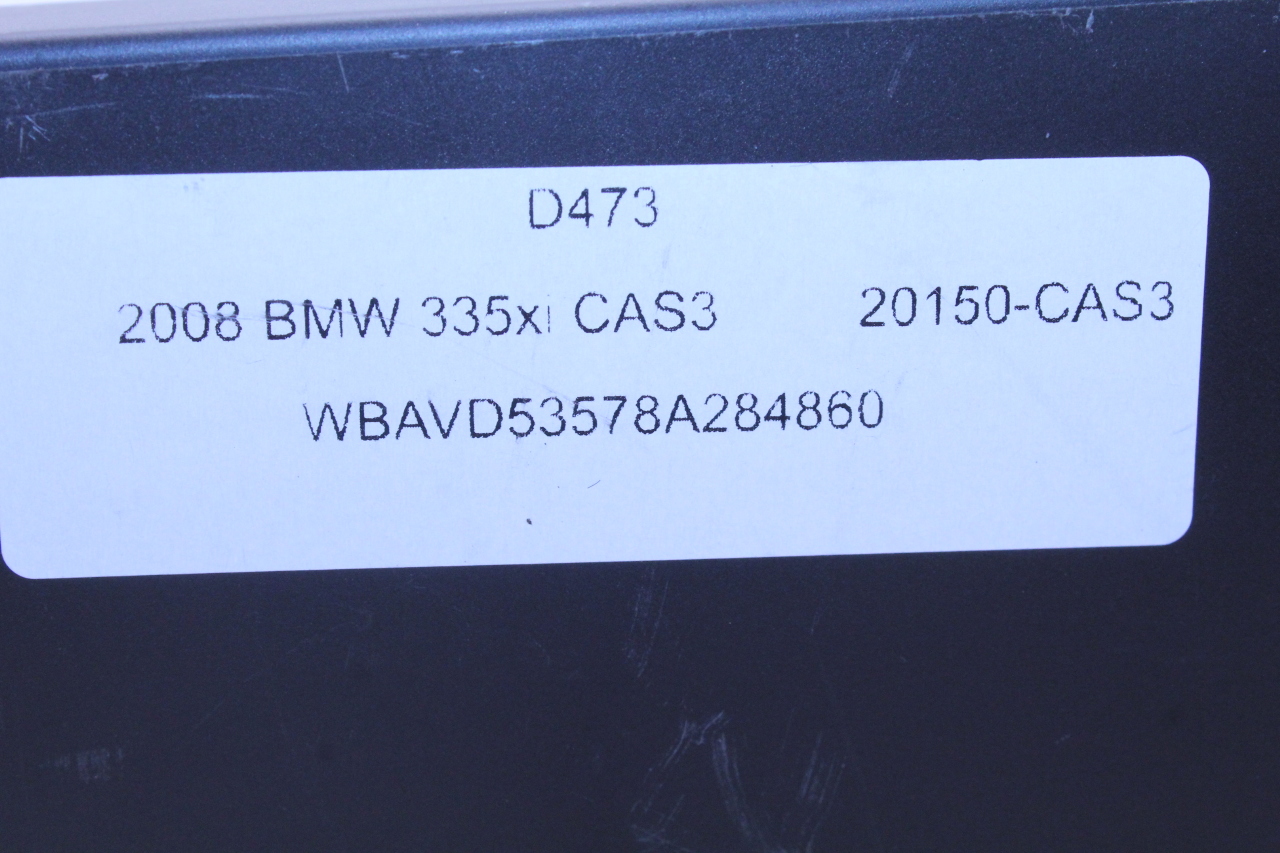 D473
2008 BMW 335xi CAS3 20150-CAS3
WBAVD53578A284860